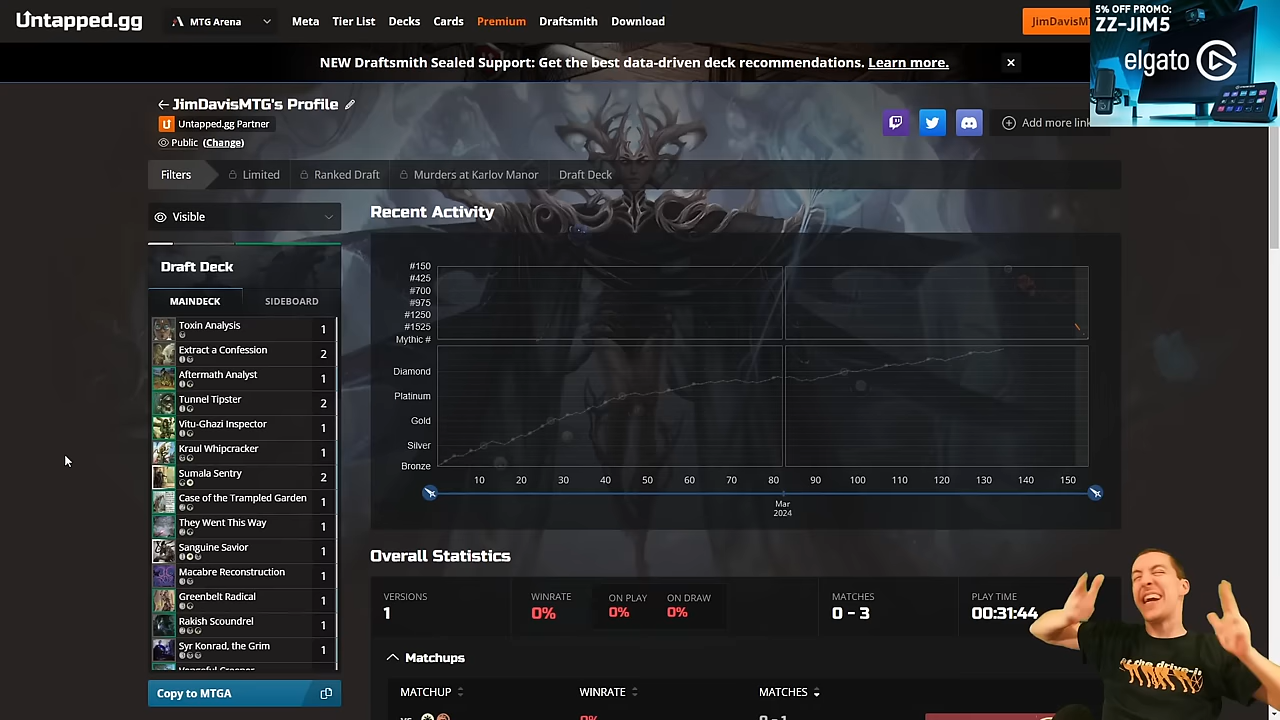 Untapped.gg
MTG Arena
Meta
Tier List
Decks
Cards
Premium
Draftsmith
Download
JimDavisMT
5% OFF PROMO:
ZZ-JIM5
elgato
NEW Draftsmith Sealed Support: Get the best data-driven deck recommendations. Learn more.
JimDavisMTG's Profile
Untapped.gg Partner
Public (Change)
Add more link
Filters
Limited
Ranked Draft
Murders at Karlov Manor
Draft Deck
Visible
Draft Deck
MAINDECK
SIDEBOARD
Toxin Analysis 1
Extract a Confession 2
Aftermath Analyst 1
Tunnel Tipster 2
Vitu-Ghazi Inspector 1
Kraul Whipcracker 1
Sumala Sentry 2
Case of the Trampled Garden 1
They Went This Way 1
Sanguine Savior 1
Macabre Reconstruction 1
Greenbelt Radical 1
Rakish Scoundrel 1
Syr Konrad, the Grim 1
Vengeful Creeper
Copy to MTGA
Recent Activity
#150
#425
#700
#975
#1250
#1525
Mythic #
Diamond
Platinum
Gold
Silver
Bronze
10 20 30 40 50 60 70 80 90 100 110 120 130 140 150
Mar
2024
Overall Statistics
VERSIONS
1
WINRATE
0%
ON PLAY
0%
ON DRAW
0%
MATCHES
0 - 3
PLAY TIME
00:31:44
Matchups
MATCHUP
WINRATE
MATCHES